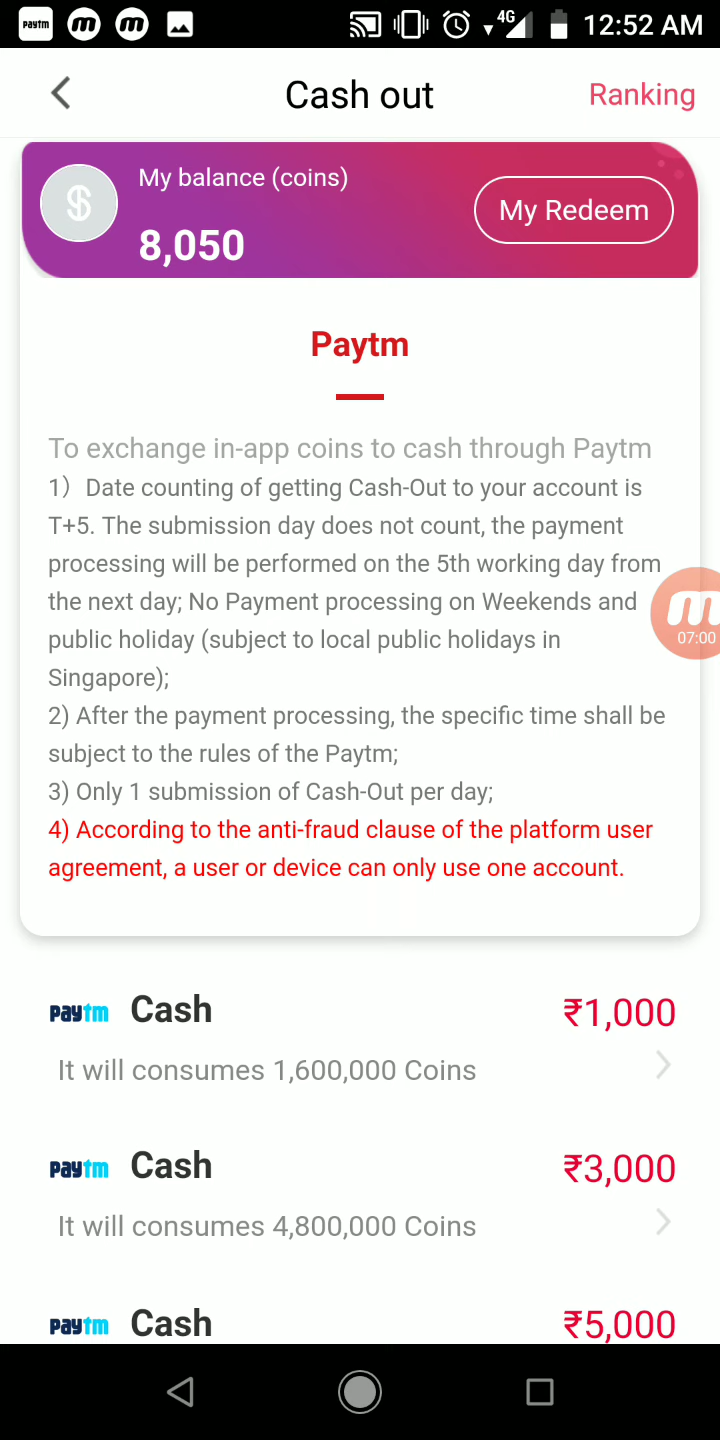 paytm
4G
12:52 AM
Cash out
Ranking
My balance (coins)
8,050
My Redeem
Paytm
To exchange in-app coins to cash through Paytm
1）Date counting of getting Cash-Out to your account is
T+5. The submission day does not count, the payment
processing will be performed on the 5th working day from
the next day; No Payment processing on Weekends and
public holiday (subject to local public holidays in
Singapore);
2) After the payment processing, the specific time shall be
subject to the rules of the Paytm;
3) Only 1 submission of Cash-Out per day;
4) According to the anti-fraud clause of the platform user
agreement, a user or device can only use one account.
07:00
paytm Cash ₹1,000
It will consumes 1,600,000 Coins
paytm Cash ₹3,000
It will consumes 4,800,000 Coins
paytm Cash ₹5,000